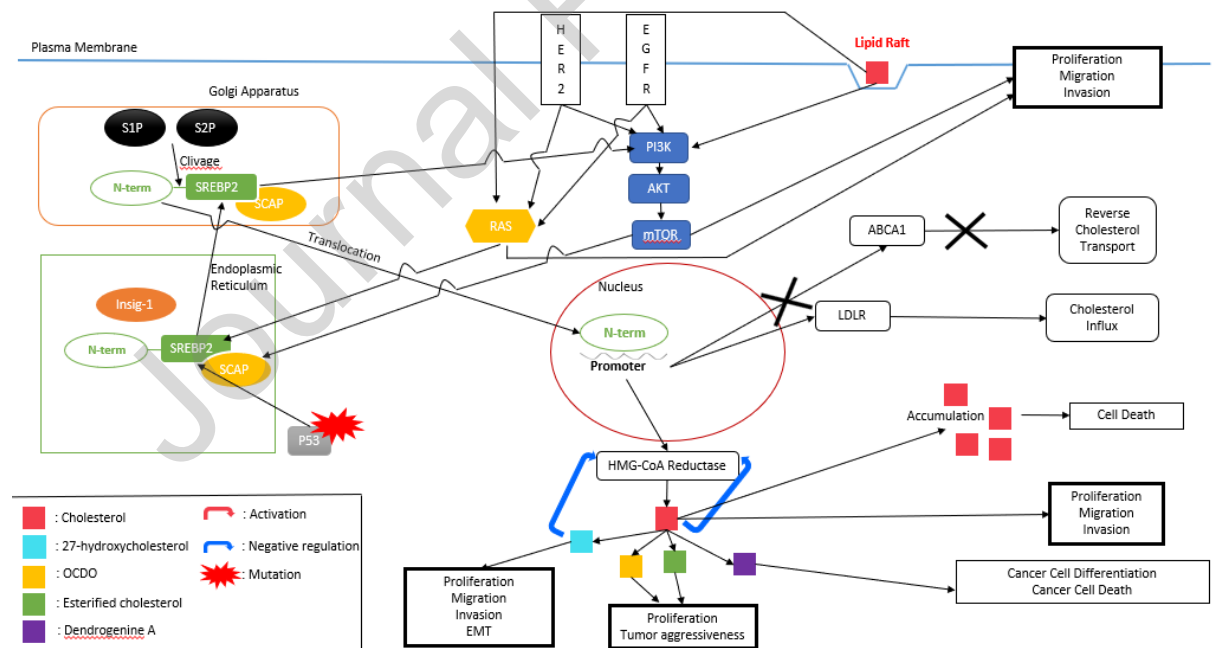 Plasma Membrane
H
E
R
2
E
G
F
R
Lipid Raft
Proliferation
Migration
Invasion
Golgi Apparatus
S1P
S2P
Clivage
N-term
SREBP2
SCAP
PI3K
AKT
mTOR
RAS
Translocation
ABCA1
Reverse
Cholesterol
Transport
Endoplasmic
Reticulum
Insig-1
N-term
SREBP2
SCAP
P53
Nucleus
N-term
Promoter
LDLR
Cholesterol
Influx
Accumulation
Cell Death
HMG-CoA Reductase
Proliferation
Migration
Invasion
Cancer Cell Differentiation
Cancer Cell Death
Proliferation
Migration
Invasion
EMT
Proliferation
Tumor aggressiveness
: Cholesterol
: Activation
: 27-hydroxycholesterol
: Negative regulation
: OCDO
: Mutation
: Esterified cholesterol
: Dendrogenine A
Journal P